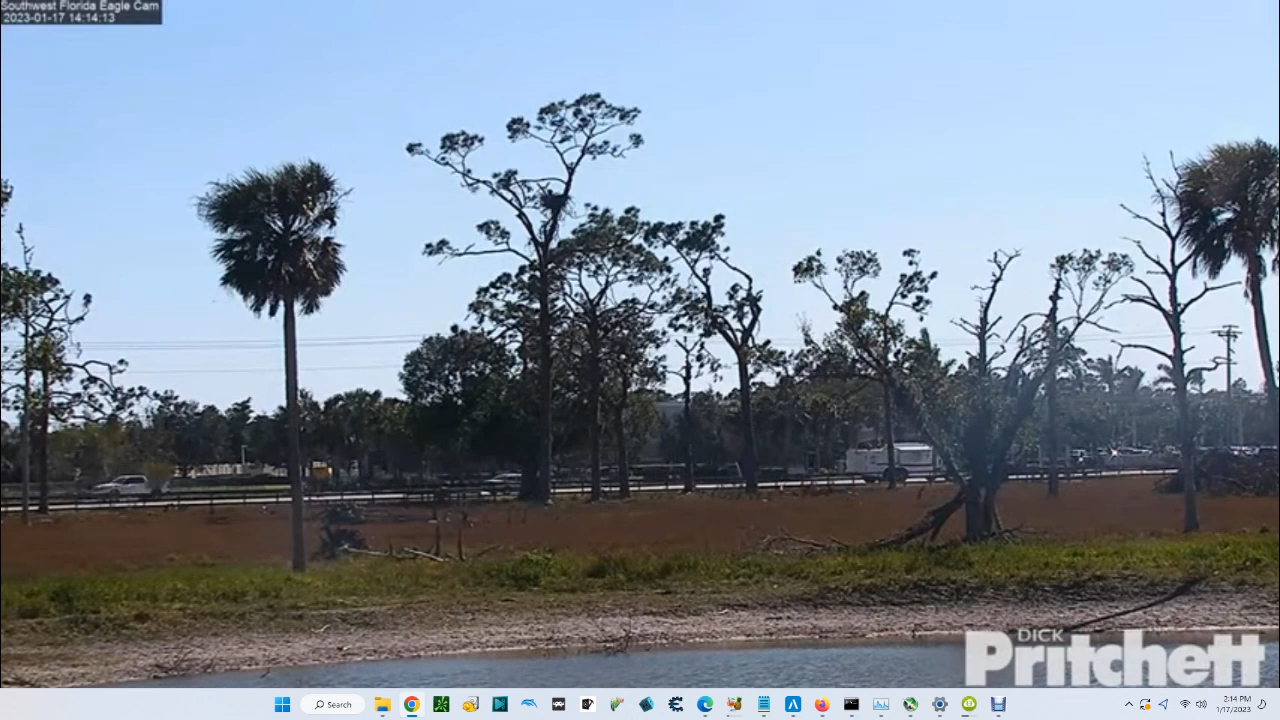 Southwest Florida Eagle Cam
2023-01-17 14:14:13
DICK
Pritchett
Search
2:14 PM
1/17/2023